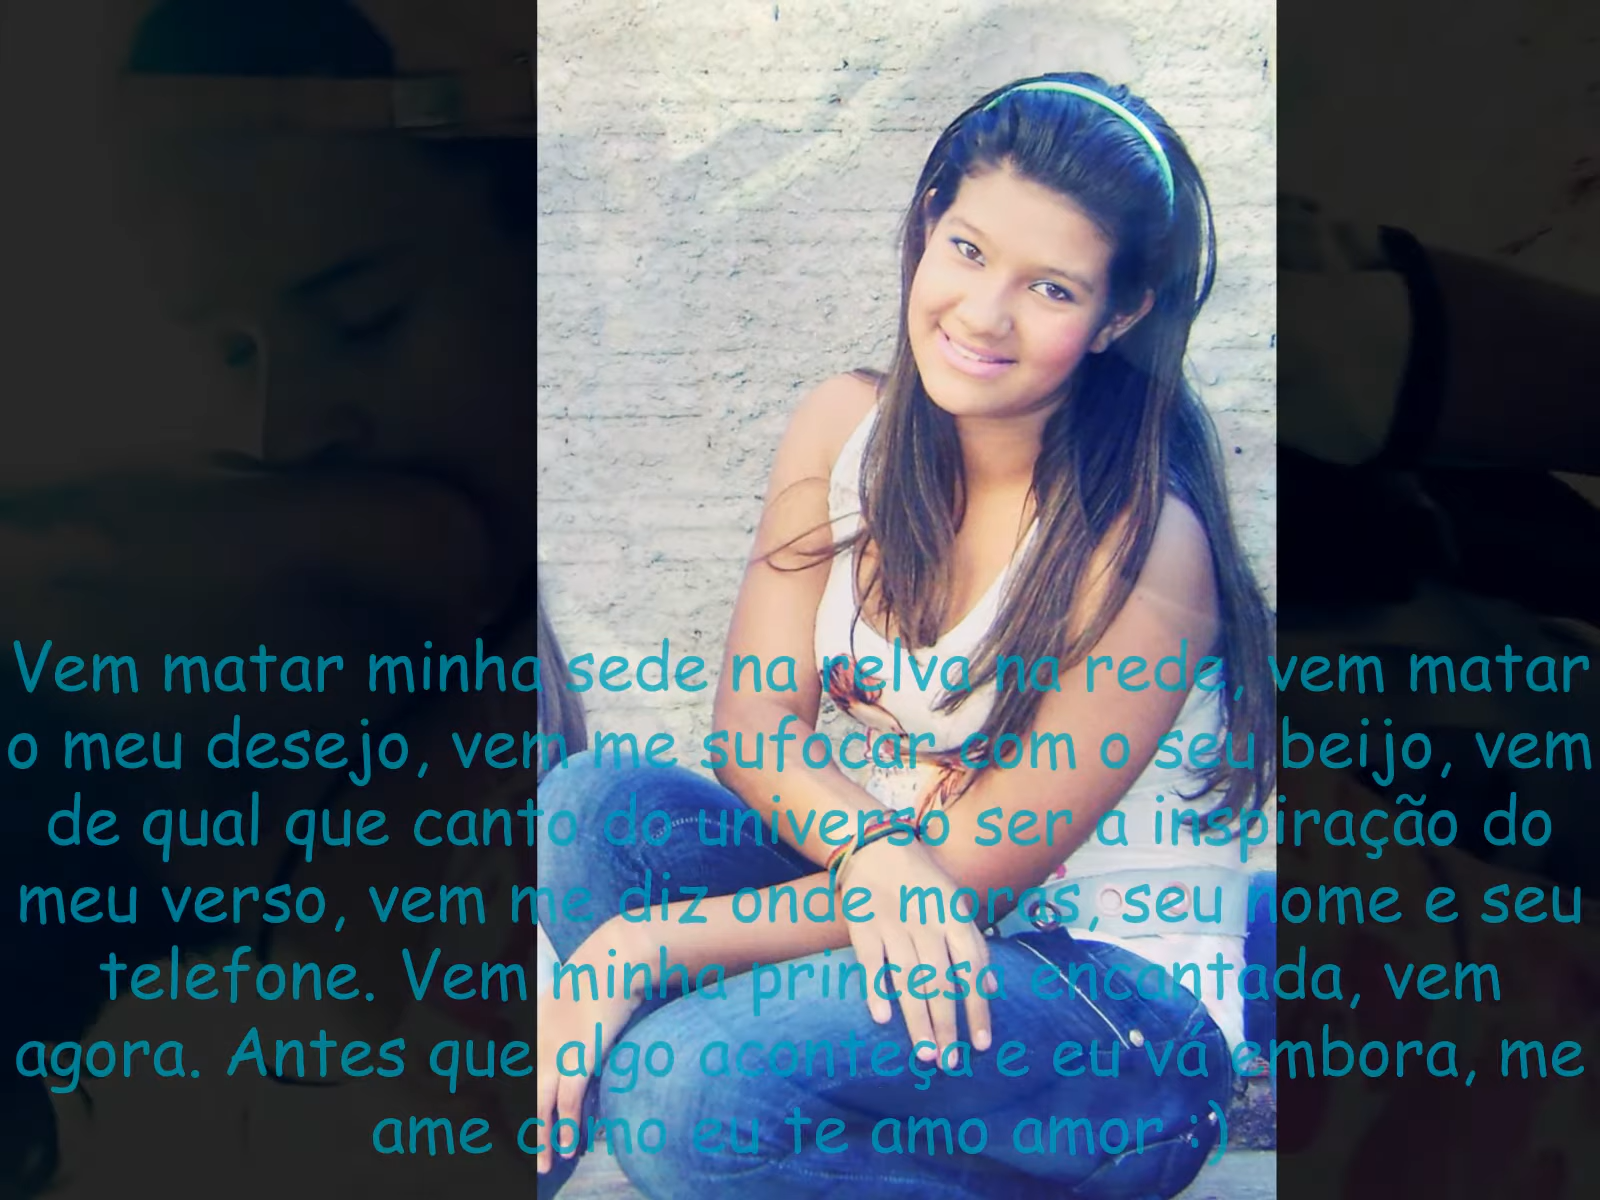 Vem matar minha sede na relva na rede, vem matar
o meu desejo, vem me sufocar com o seu beijo, vem
de qual que canto do universo ser a inspiração do
meu verso, vem me diz onde moras, seu nome e seu
telefone. Vem minha princesa encantada, vem
agora. Antes que algo aconteça e eu vá embora, me
ame como eu te amo amor :)